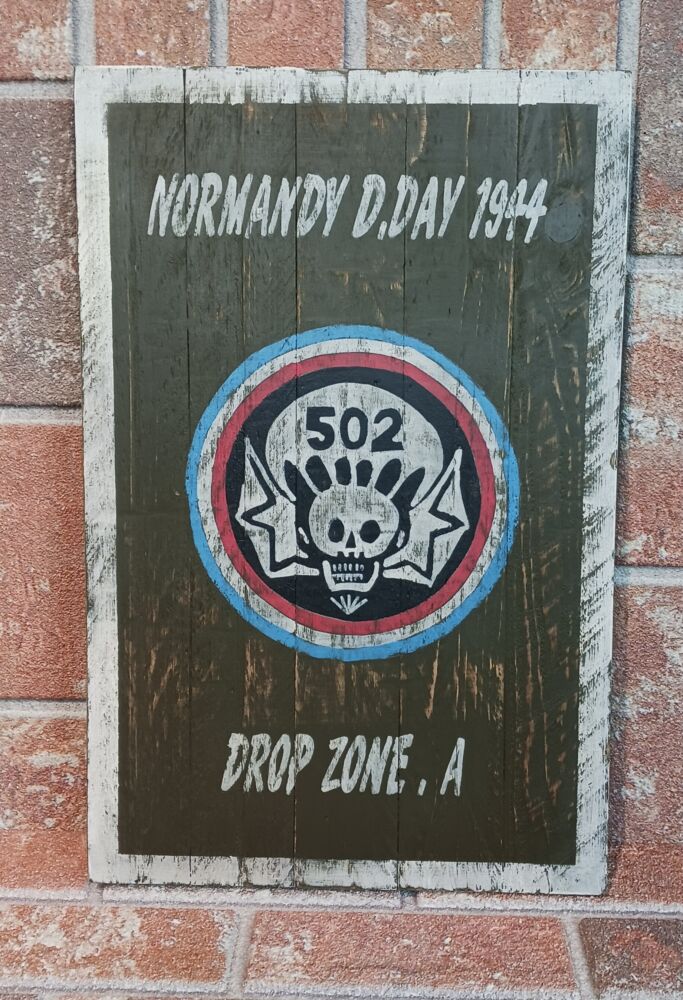 NORMANDY D.DAY 1944
502
DROP ZONE . A